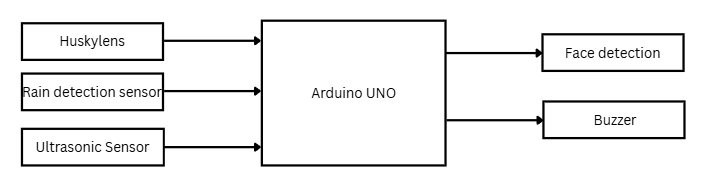 Huskylens
Rain detection sensor
Ultrasonic Sensor
Arduino UNO
Face detection
Buzzer